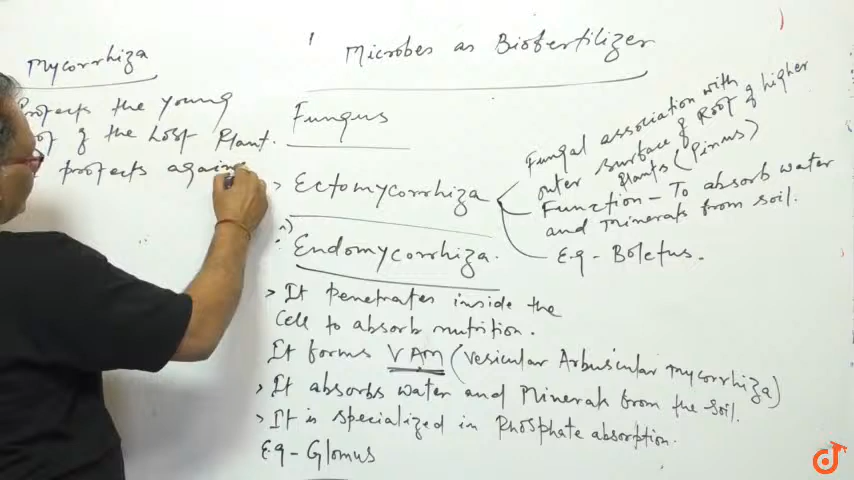 Mycorrhiza
Protects the young
of the host Plant.
protects again
Microbes as Biofertilizer
Fungus
Ectomycorrhiza
Fungal association with
outer surface of Root of higher
Plants (Pinus)
Function - To absorb water
and minerals from soil.
E.g - Boletus.
Endomycorrhiza.
> It Penetrates inside the
cell to absorb nutrition.
It forms VAM (Vesicular Arbuscular Mycorrhiza)
> It absorbs water and Minerals from the soil.
> It is specialized in Phosphate absorption.
E.g - Glomus